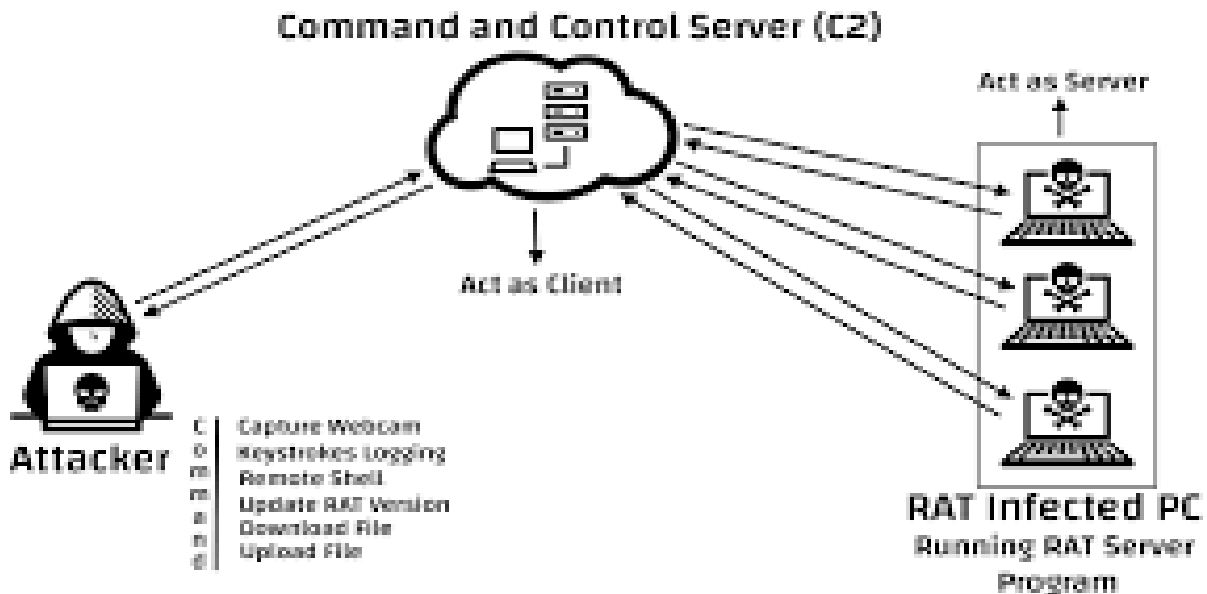 Command and Control Server (C2)
Act as Server
Act as Client
Attacker
Command
Capture Webcam
Keystrokes Logging
Remote Shell
Update RAT Version
Download File
Upload File
RAT Infected PC
Running RAT Server
Program